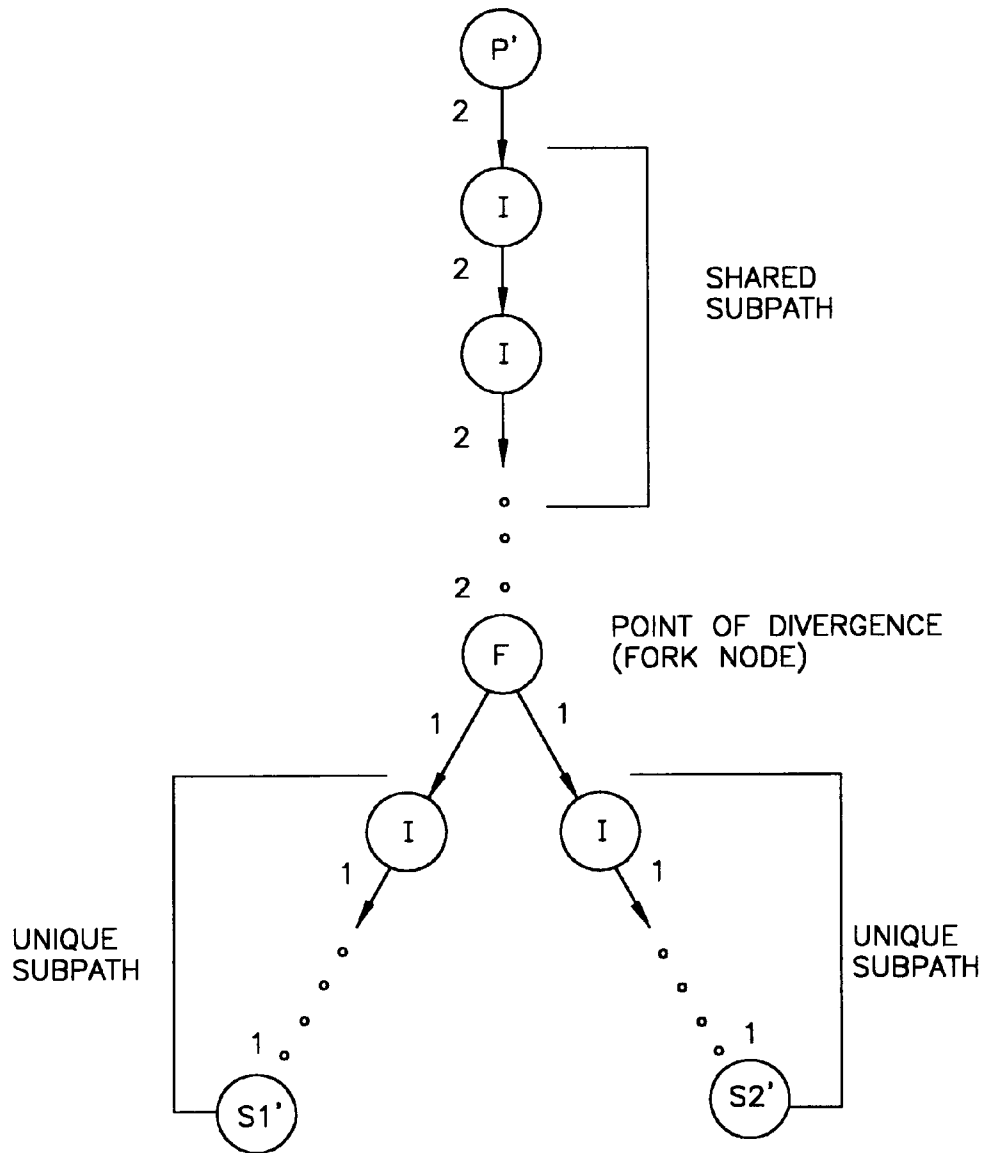 P'
2
I
2
I
SHARED
SUBPATH
2
2
F
POINT OF DIVERGENCE
(FORK NODE)
1
1
I
I
1
1
UNIQUE
SUBPATH
UNIQUE
SUBPATH
1
1
S1'
S2'